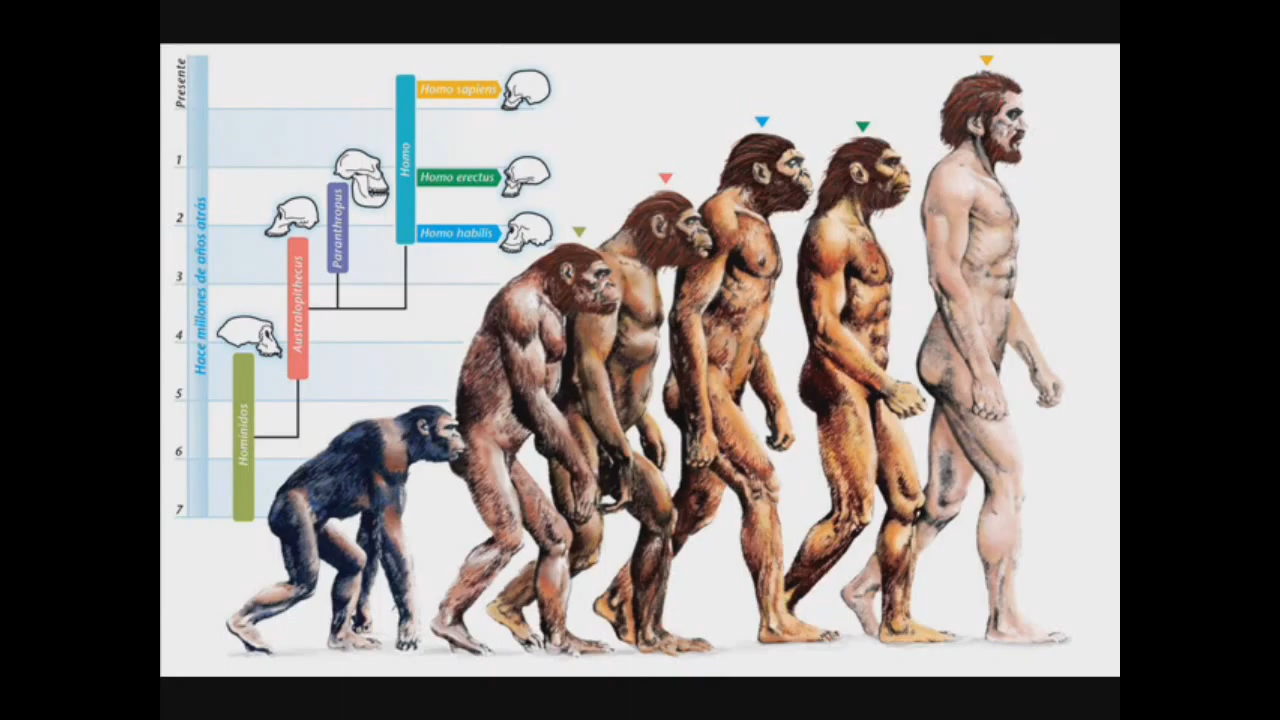 Presente
Homo sapiens
1
Homo
Homo erectus
2
Hace millones de años atrás
Paranthropus
Homo habilis
3
Australopithecus
4
5
Hominidos
6
7